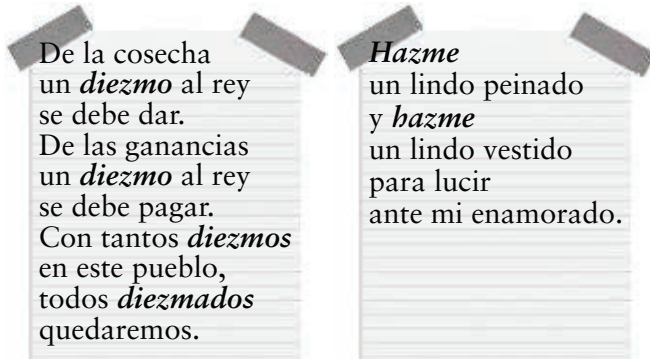 De la cosecha
un diezmo al rey
se debe dar.
De las ganancias
un diezmo al rey
se debe pagar.
Con tantos diezmos
en este pueblo,
todos diezmados
quedaremos.
Hazme
un lindo peinado
y hazme
un lindo vestido
para lucir
ante mi enamorado.